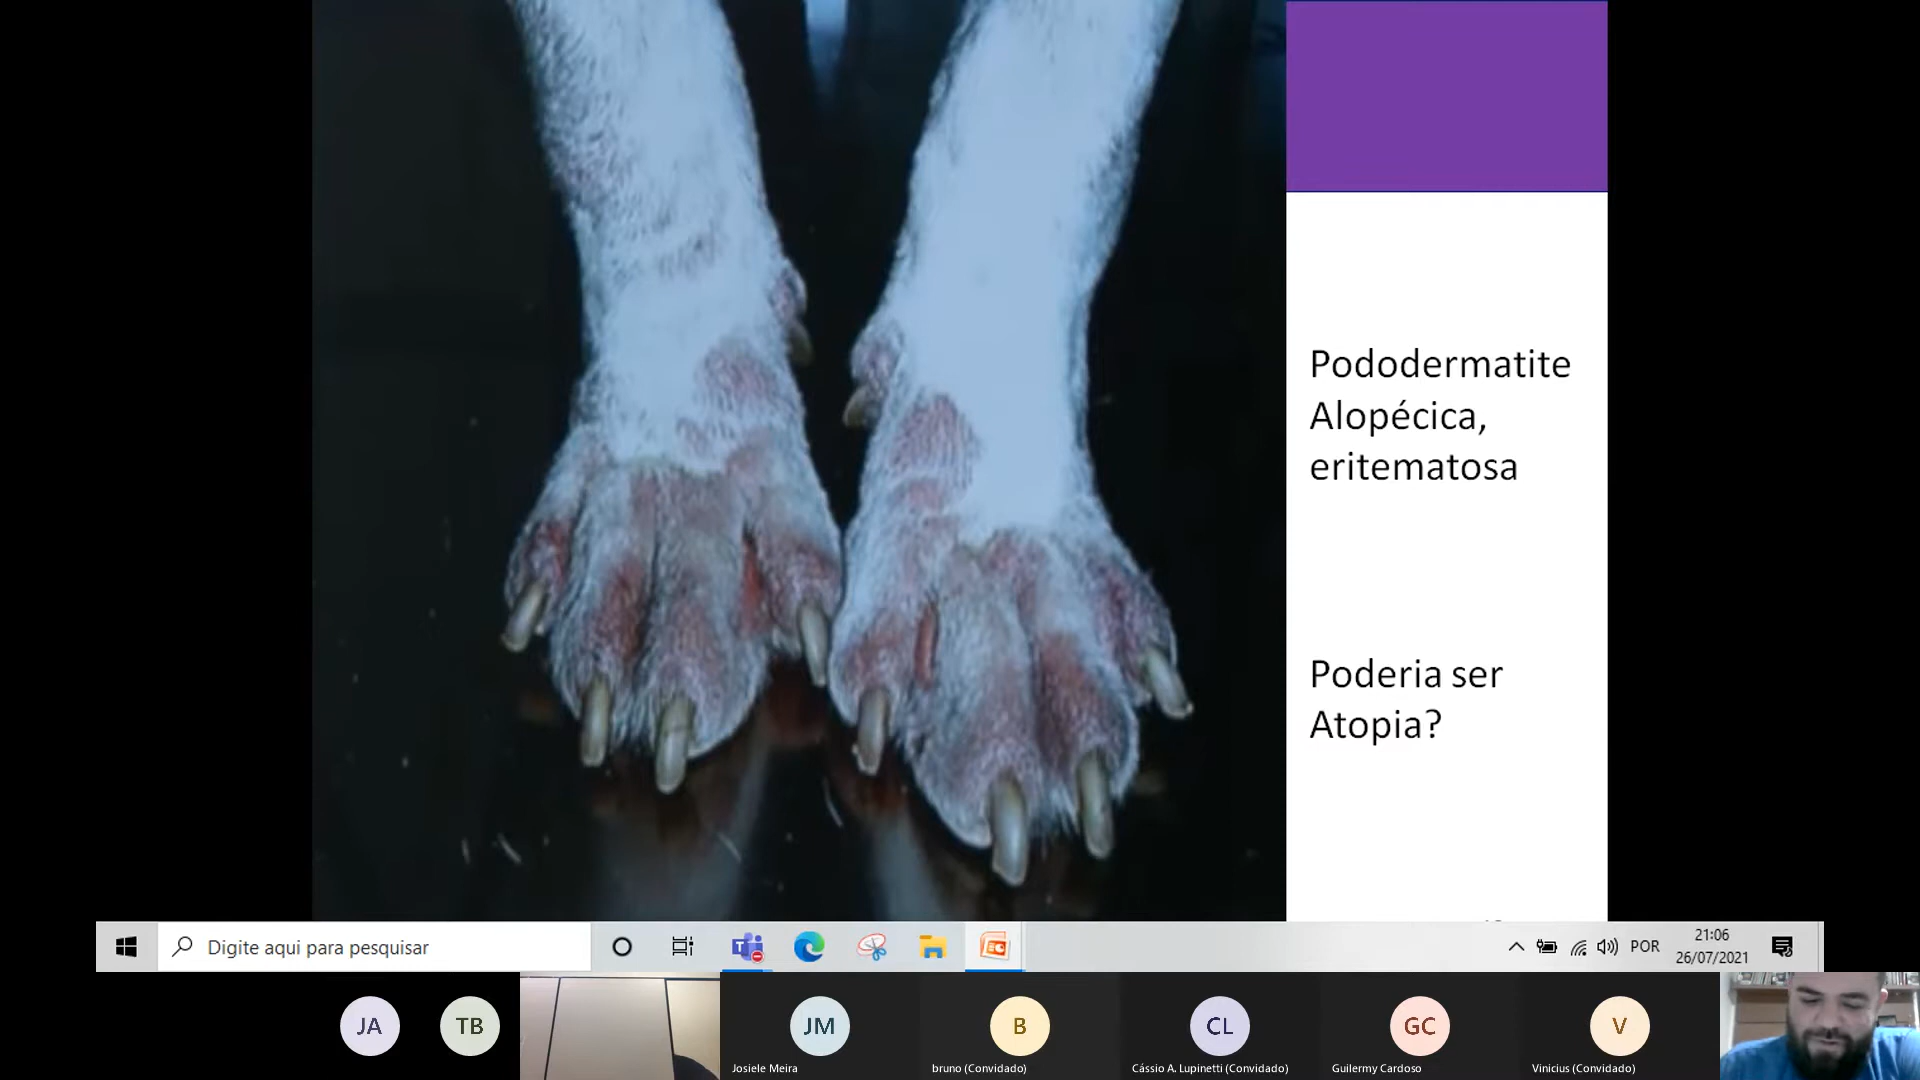 Pododermatite
Alopécica,
eritematosa
Poderia ser
Atopia?
Digite aqui para pesquisar
POR
21:06
26/07/2021
JA
TB
JM
B
CL
GC
V
Josiele Meira
bruno (Convidado)
Cássio A. Lupinetti (Convidado)
Guilermy Cardoso
Vinicius (Convidado)